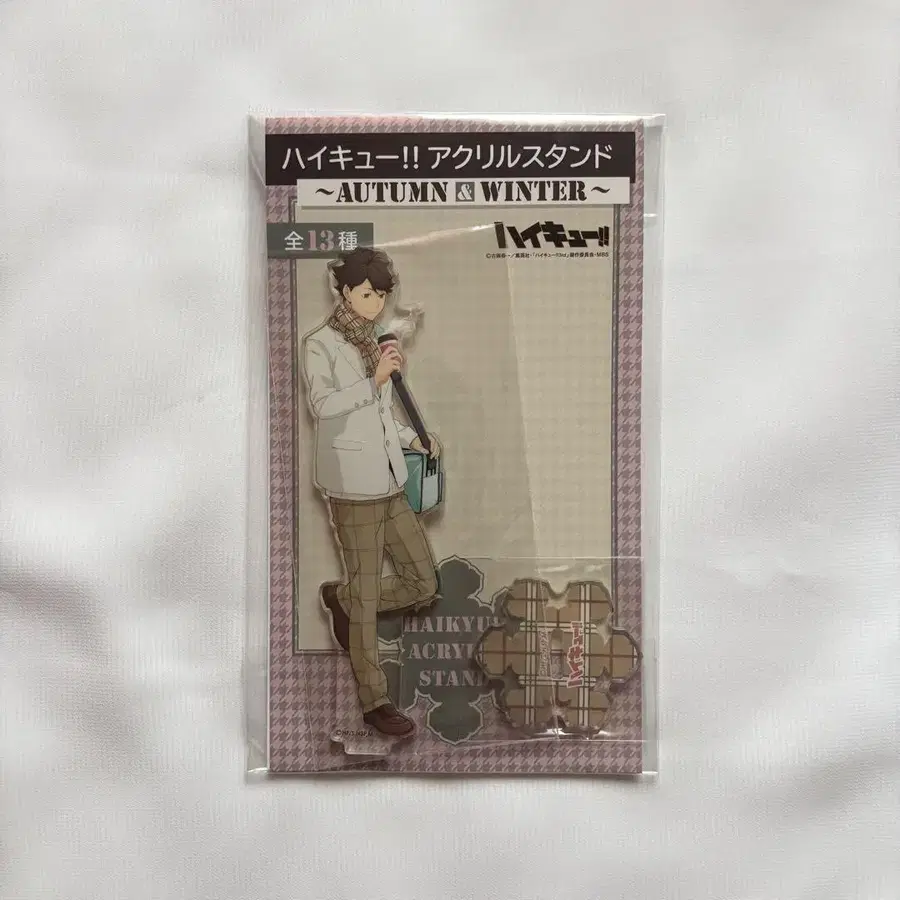 ハイキュー!! アクリルスタンド
～AUTUMN & WINTER～
全13種
ハイキュー!!
HAIKYU
ACRY
STAN